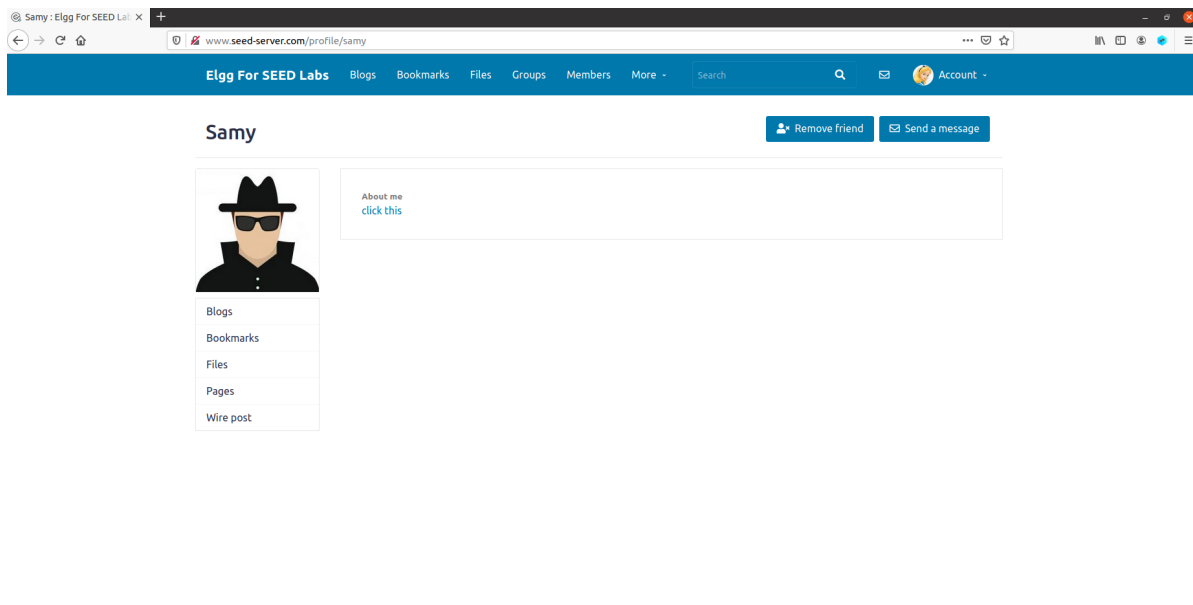 Samy : Elgg For SEED Lab
www.seed-server.com/profile/samy
Elgg For SEED Labs Blogs Bookmarks Files Groups Members More Search Account
Samy
Remove friend Send a message
About me
click this
Blogs
Bookmarks
Files
Pages
Wire post